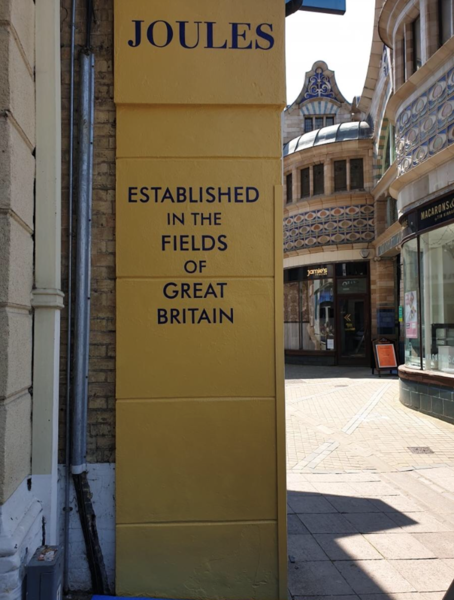 JOULES
ESTABLISHED
IN THE
FIELDS
OF
GREAT
BRITAIN
MACARONS &